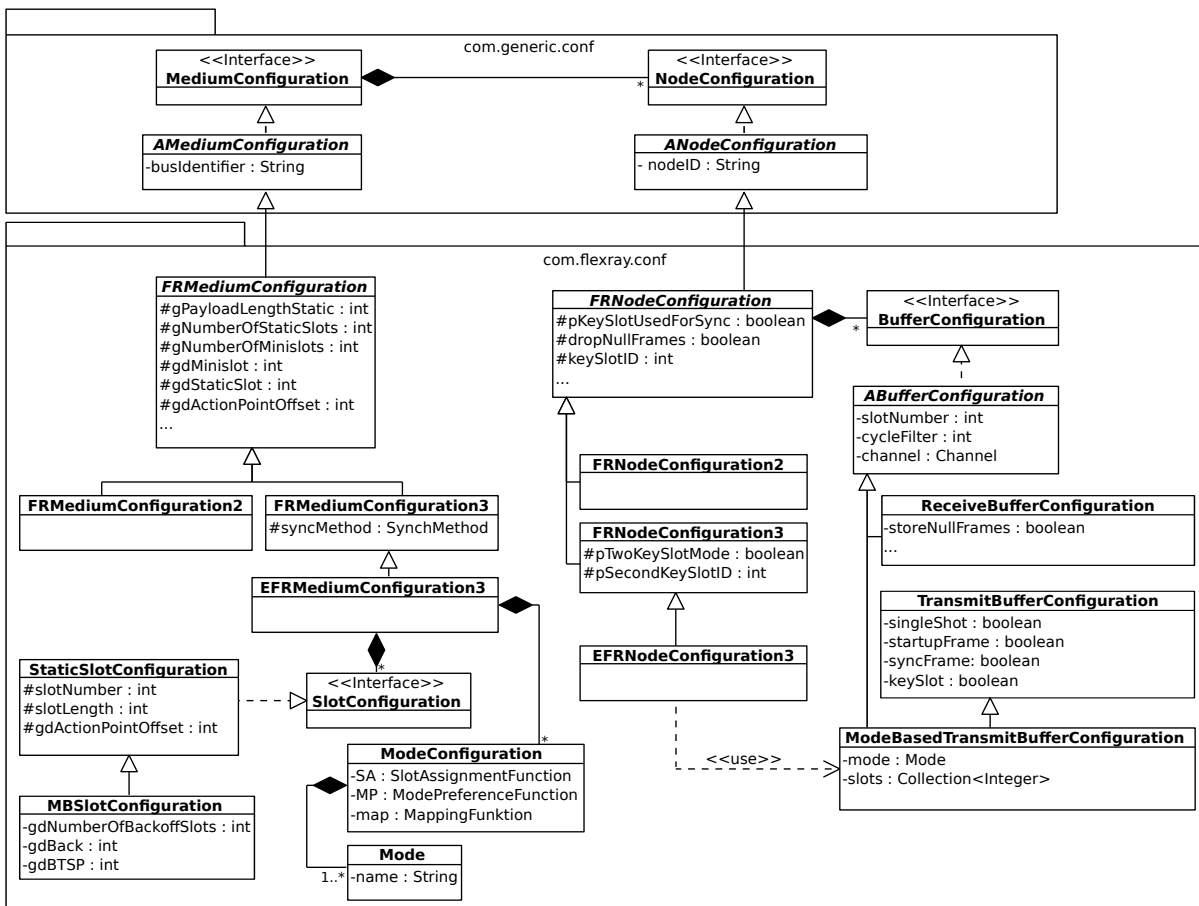 com.generic.conf
<<Interface>>
MediumConfiguration
*
<<Interface>>
NodeConfiguration
AMediumConfiguration
-busIdentifier : String
ANodeConfiguration
- nodeID : String
com.flexray.conf
FRMediumConfiguration
#gPayloadLengthStatic : int
#gNumberOfStaticSlots : int
#gNumberOfMinislots : int
#gdMinislot : int
#gdStaticSlot : int
#gdActionPointOffset : int
...
FRNodeConfiguration
#pKeySlotUsedForSync : boolean
#dropNullFrames : boolean
#keySlotID : int
...
*
<<Interface>>
BufferConfiguration
ABufferConfiguration
-slotNumber : int
-cycleFilter : int
-channel : Channel
FRMediumConfiguration2
FRMediumConfiguration3
#syncMethod : SynchMethod
FRNodeConfiguration2
FRNodeConfiguration3
#pTwoKeySlotMode : boolean
#pSecondKeySlotID : int
ReceiveBufferConfiguration
-storeNullFrames : boolean
...
EFRMediumConfiguration3
TransmitBufferConfiguration
-singleShot : boolean
-startupFrame : boolean
-syncFrame: boolean
-keySlot : boolean
EFRNodeConfiguration3
StaticSlotConfiguration
#slotNumber : int
#slotLength : int
#gdActionPointOffset : int
*
<<Interface>>
SlotConfiguration
*
ModeConfiguration
-SA : SlotAssignmentFunction
-MP : ModePreferenceFunction
-map : MappingFunktion
<<use>>
ModeBasedTransmitBufferConfiguration
-mode : Mode
-slots : Collection<Integer>
MBSlotConfiguration
-gdNumberOfBackoffSlots : int
-gdBack : int
-gdBTSP : int
1..*
Mode
-name : String